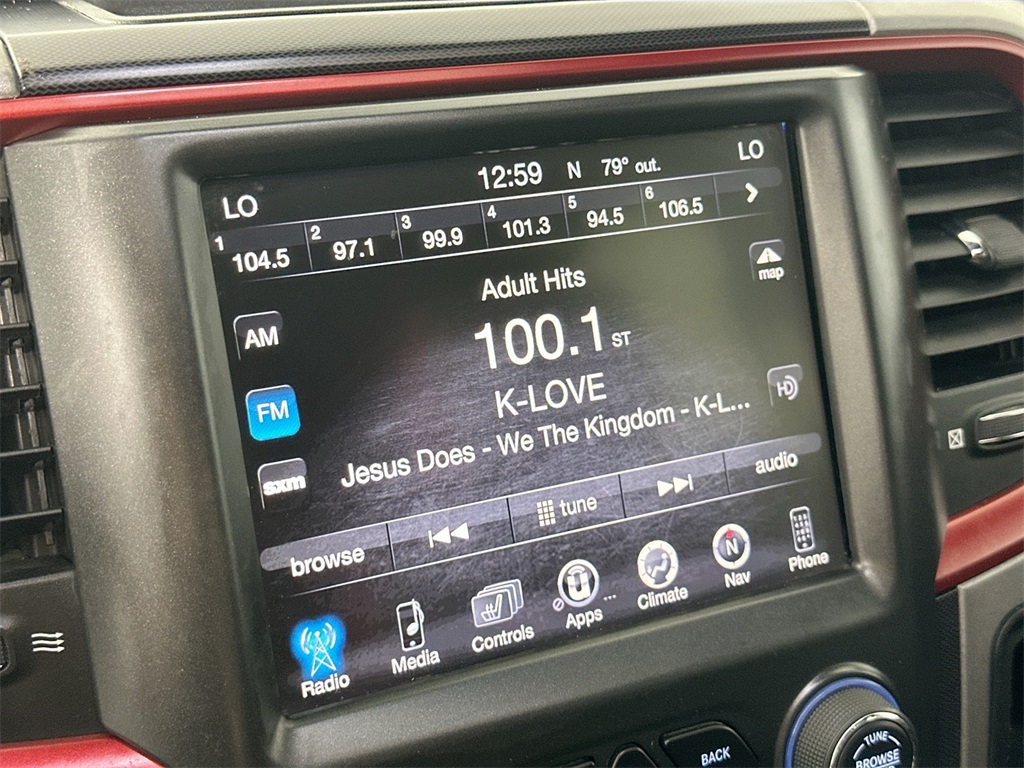 LO 12:59 N 79° out. LO
1 104.5 2 97.1 3 99.9 4 101.3 5 94.5 6 106.5
map
Adult Hits
AM
100.1 ST
FM
K-LOVE
HD
Jesus Does - We The Kingdom - K-L...
sxm
browse tune audio
Radio Media Controls Apps ... Climate Nav Phone
N
BACK
TUNE
BROWSE